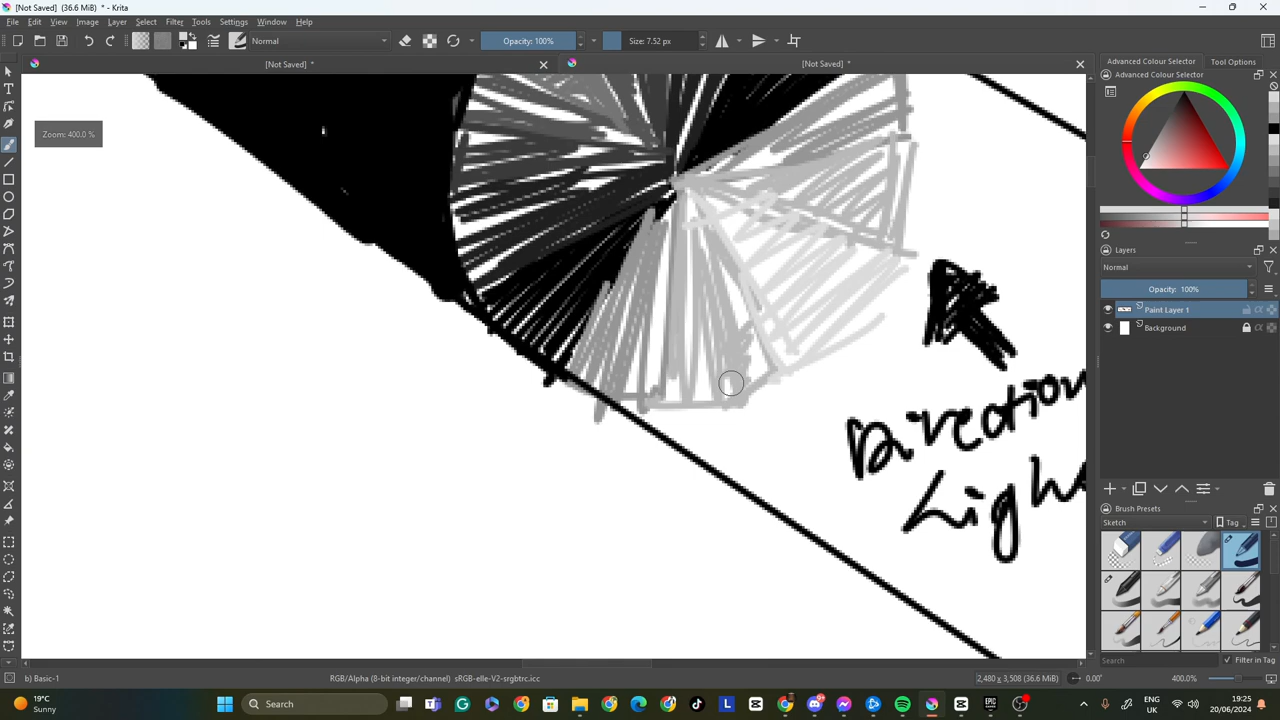 [Not Saved] (36.6 MiB) * - Krita
File Edit View Image Layer Select Filter Tools Settings Window Help
Normal Opacity: 100% Size: 7.52 px
[Not Saved] * [Not Saved] *
Zoom: 400.0 %
Advanced Colour Selector Tool Options
Advanced Colour Selector
Layers
Normal
Opacity: 100%
Paint Layer 1
Background
Brush Presets
Sketch Tag
Search Filter in Tag
Direction
Ligh
b) Basic-1 RGB/Alpha (8-bit integer/channel) sRGB-elle-V2-srgbtrc.icc 2,480 x 3,508 (36.6 MiB) 0.00° 400.0%
19°C
Sunny
Search
ENG
UK
19:25
20/06/2024